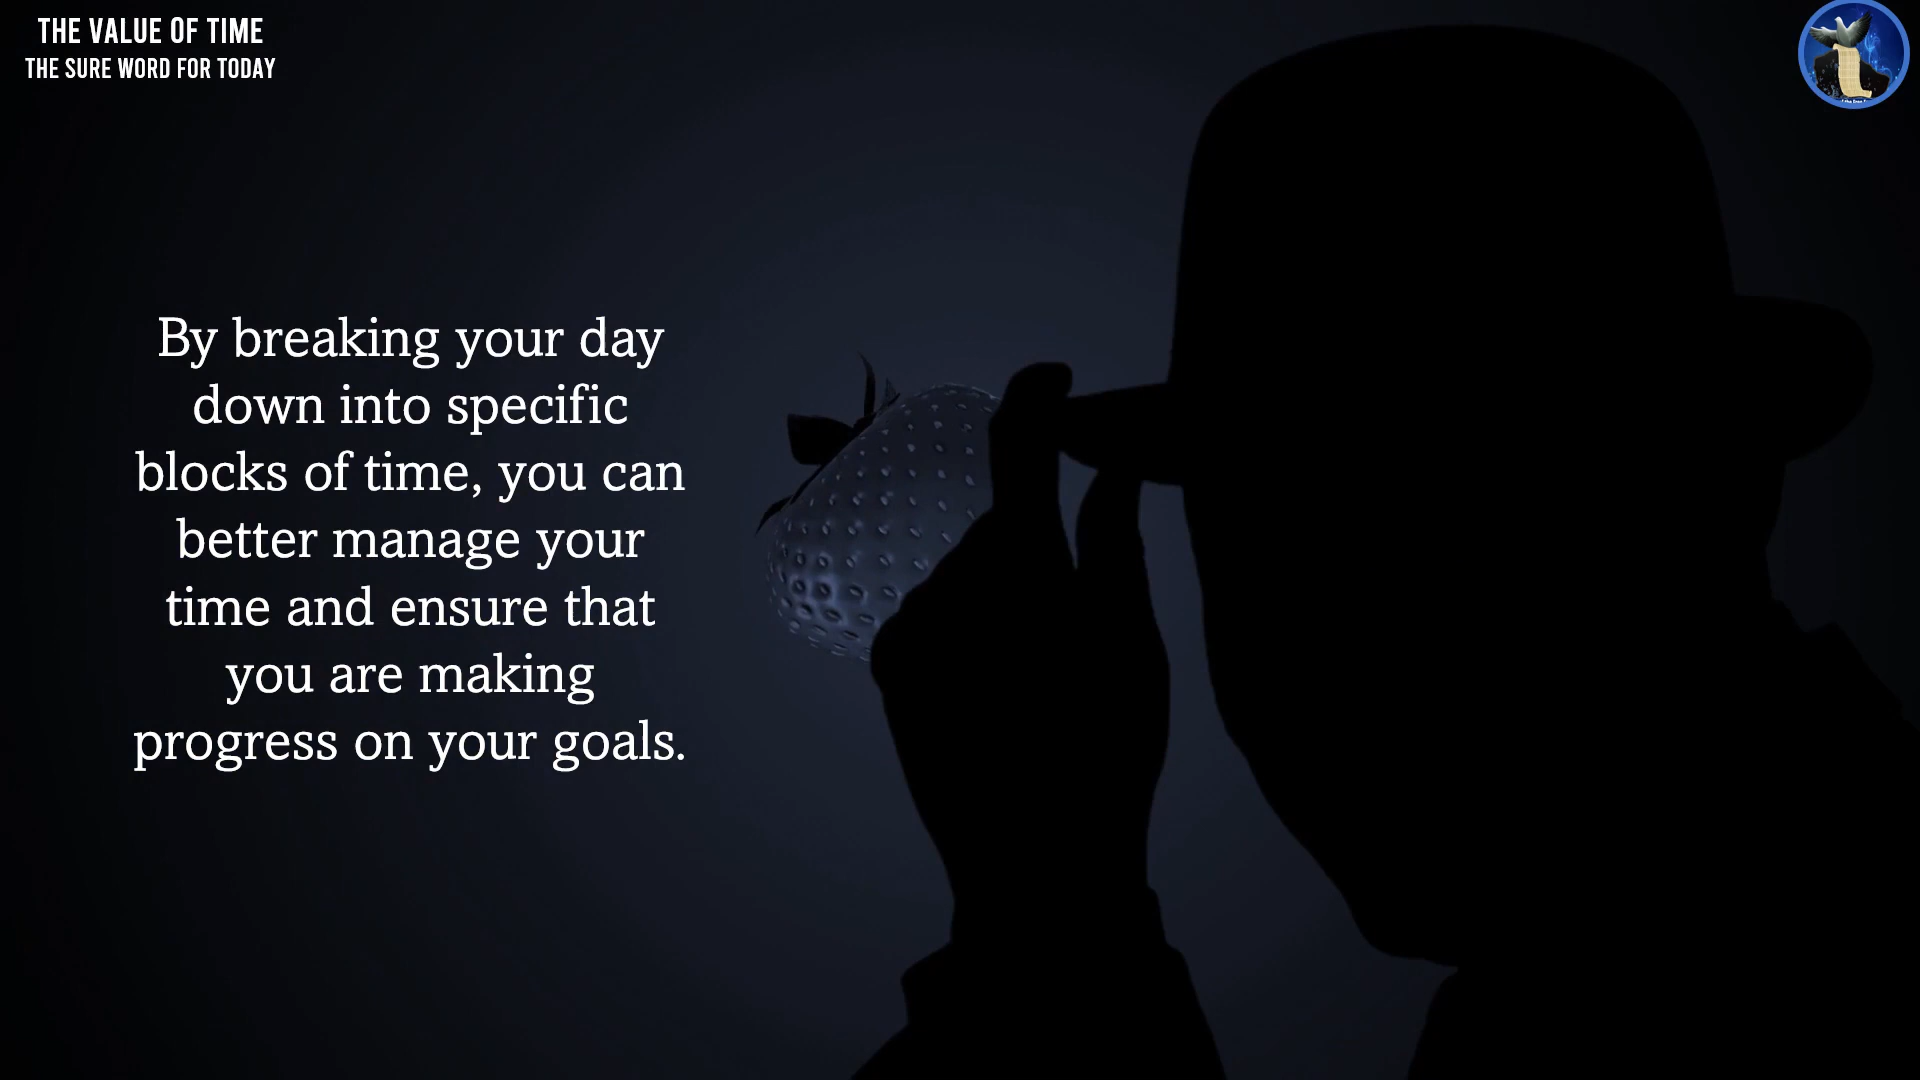 THE VALUE OF TIME
THE SURE WORD FOR TODAY
By breaking your day
down into specific
blocks of time, you can
better manage your
time and ensure that
you are making
progress on your goals.